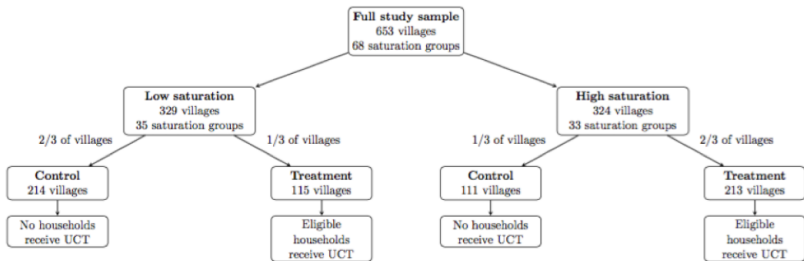 Full study sample
653 villages
68 saturation groups
Low saturation
329 villages
35 saturation groups
High saturation
324 villages
33 saturation groups
2/3 of villages
1/3 of villages
1/3 of villages
2/3 of villages
Control
214 villages
Treatment
115 villages
Control
111 villages
Treatment
213 villages
No households
receive UCT
Eligible
households
receive UCT
No households
receive UCT
Eligible
households
receive UCT